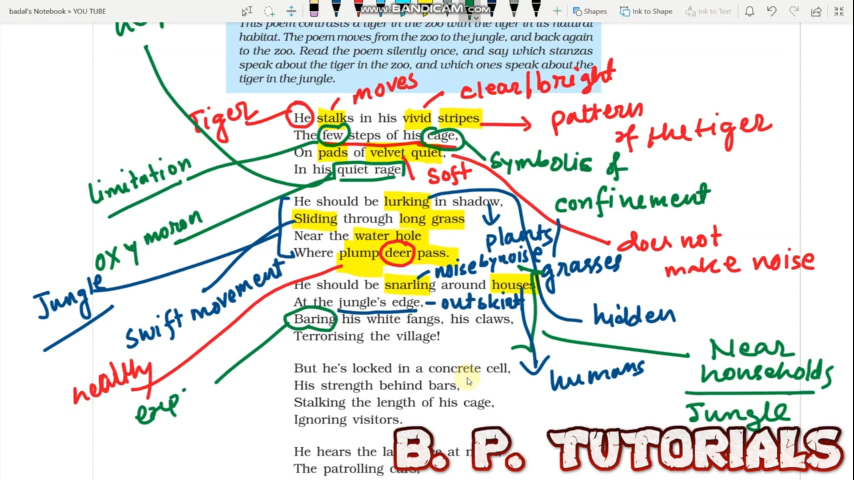 badal's Notebook » YOU TUBE
WWW.BANDICAM.COM
Shapes
Ink to Shape
Ink to Text
This poem contrasts a tiger in the zoo with the tiger in its natural
habitat. The poem moves from the zoo to the jungle, and back again
to the zoo. Read the poem silently once, and say which stanzas
speak about the tiger in the zoo, and which ones speak about the
tiger in the jungle.
moves
clear/bright
Tiger
He stalks in his vivid stripes
pattern
of the tiger
The few steps of his cage,
On pads of velvet quiet,
In his quiet rage.
soft
Symbolis of
confinement
limitation
oxymoron
He should be lurking in shadow,
Sliding through long grass
Near the water hole
Where plump deer pass.
plants/
grasses
does not
make noise
noise by noise
Jungle
swift movement
He should be snarling around houses
At the jungle's edge,
– outskirt
Baring his white fangs, his claws,
Terrorising the village!
hidden
humans
Near
households
Jungle
healthy
exp
But he's locked in a concrete cell,
His strength behind bars,
Stalking the length of his cage,
Ignoring visitors.
He hears the la at
The patrolling cars,
B. P. TUTORIALS